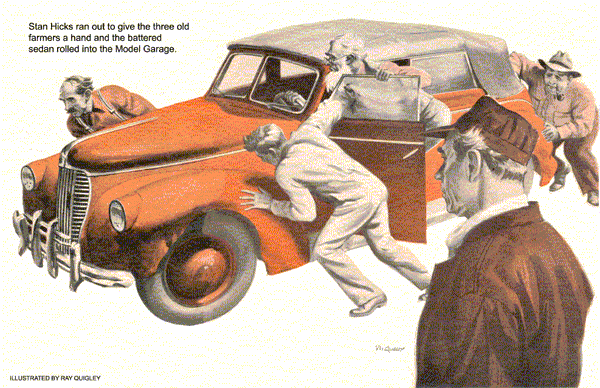 Stan Hicks ran out to give the three old
farmers a hand and the battered
sedan rolled into the Model Garage.
ILLUSTRATED BY RAY QUIGLEY